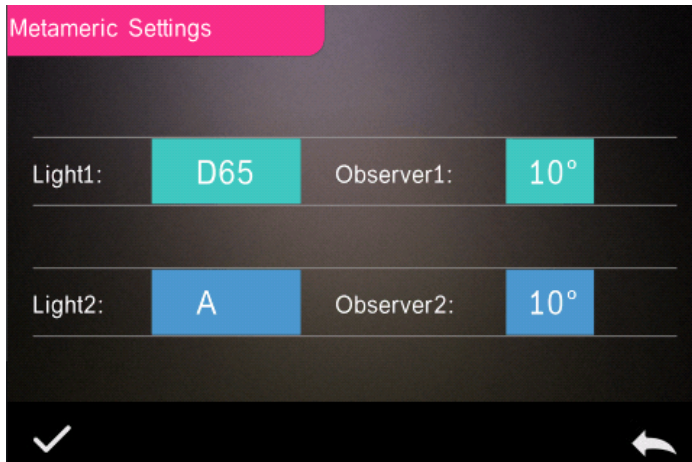 Metameric Settings
Light1: D65 Observer1: 10°
Light2: A Observer2: 10°